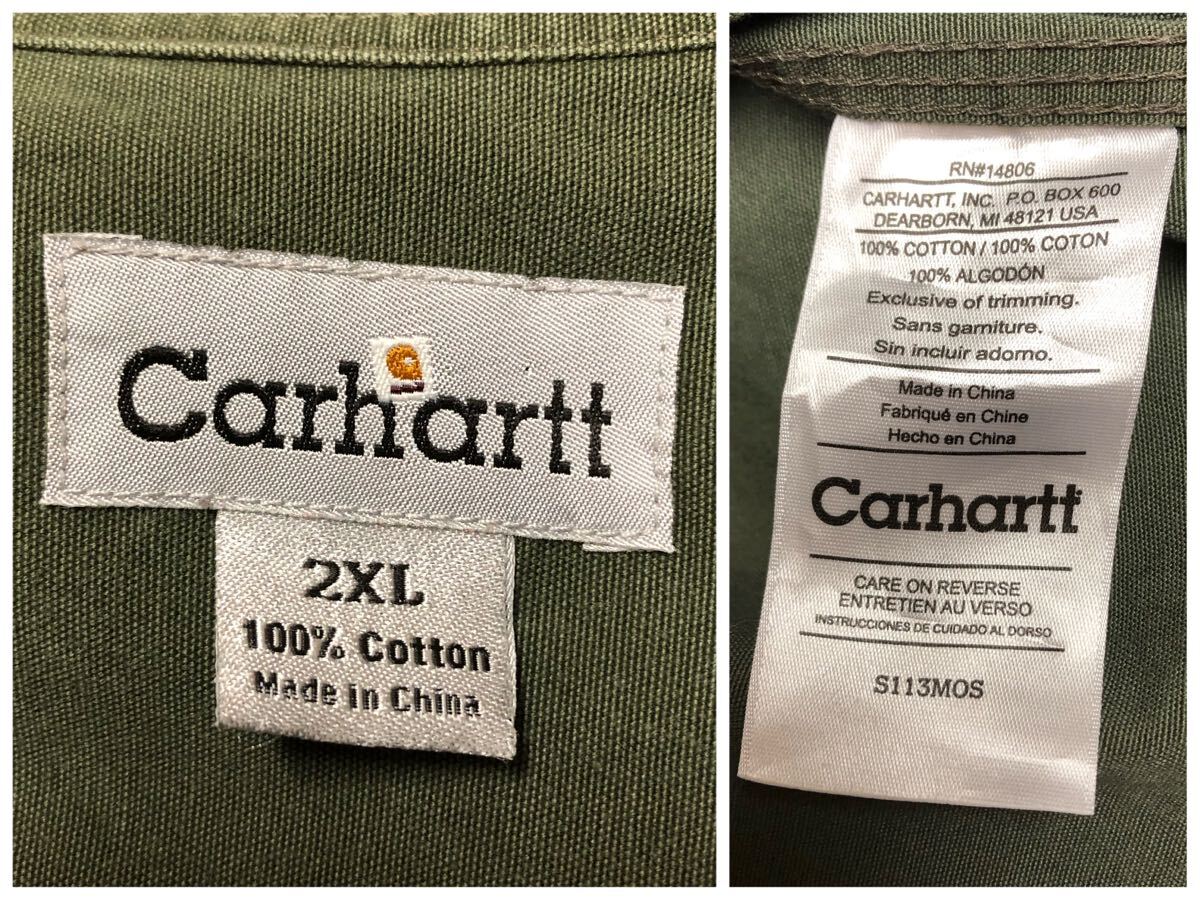 Carhartt
2XL
100% Cotton
Made in China
RN#14806
CARHARTT, INC. P.O. BOX 600
DEARBORN, MI 48121 USA
100% COTTON / 100% COTON
100% ALGODÓN
Exclusive of trimming.
Sans garniture.
Sin incluir adorno.
Made in China
Fabriqué en Chine
Hecho en China
Carhartt
CARE ON REVERSE
ENTRETIEN AU VERSO
INSTRUCCIONES DE CUIDADO AL DORSO
S113MOS